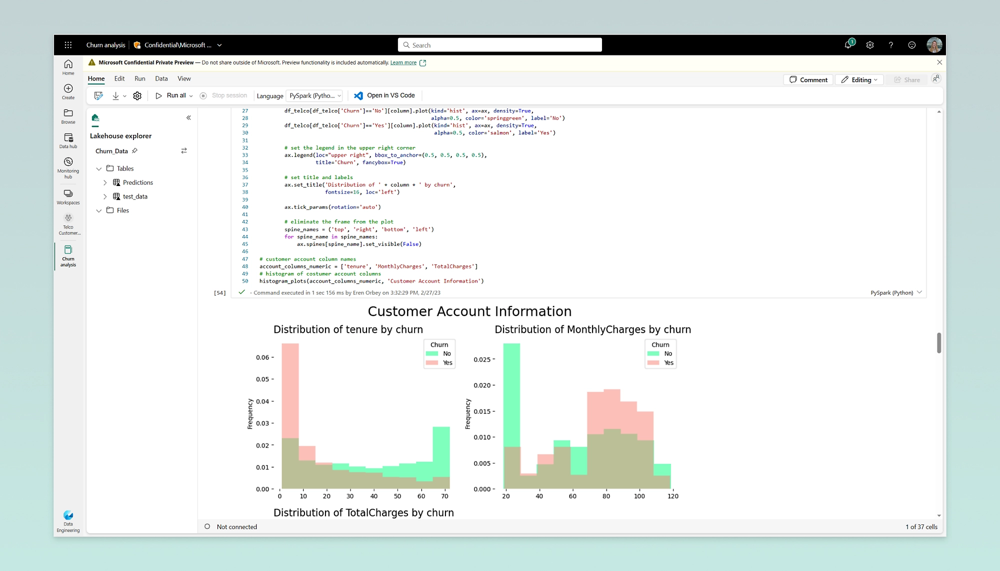 Churn analysis
Confidential\Microsoft ...
Search
1
?
Home
Create
Browse
Data hub
Monitoring
hub
Workspaces
Telco
Customer...
Churn
analysis
Data
Engineering
Microsoft Confidential Private Preview — Do not share outside of Microsoft. Preview functionality is included automatically. Learn more
Home Edit Run Data View
Comment Editing Share
Run all Stop session Language PySpark (Pytho... Open in VS Code
Lakehouse explorer
Churn_Data
Tables
Predictions
test_data
Files
27 df_telco[df_telco['Churn']=='No'][column].plot(kind='hist', ax=ax, density=True,
28 alpha=0.5, color='springgreen', label='No')
29 df_telco[df_telco['Churn']=='Yes'][column].plot(kind='hist', ax=ax, density=True,
30 alpha=0.5, color='salmon', label='Yes')
31
32 # set the legend in the upper right corner
33 ax.legend(loc="upper right", bbox_to_anchor=(0.5, 0.5, 0.5, 0.5),
34 title='Churn', fancybox=True)
35
36 # set title and labels
37 ax.set_title('Distribution of ' + column + ' by churn',
38 fontsize=16, loc='left')
39
40 ax.tick_params(rotation='auto')
41
42 # eliminate the frame from the plot
43 spine_names = ('top', 'right', 'bottom', 'left')
44 for spine_name in spine_names:
45 ax.spines[spine_name].set_visible(False)
46
47 # customer account column names
48 account_columns_numeric = ['tenure', 'MonthlyCharges', 'TotalCharges']
49 # histogram of costumer account columns
50 histogram_plots(account_columns_numeric, 'Customer Account Information')
[54] - Command executed in 1 sec 156 ms by Eren Orbey on 3:32:29 PM, 2/27/23 PySpark (Python)
Customer Account Information
Distribution of tenure by churn
Churn
No
Yes
Frequency
0.06
0.05
0.04
0.03
0.02
0.01
0.00
0 10 20 30 40 50 60 70
Distribution of MonthlyCharges by churn
Churn
No
Yes
Frequency
0.025
0.020
0.015
0.010
0.005
0.000
20 40 60 80 100 120
Distribution of TotalCharges by churn
Not connected
1 of 37 cells